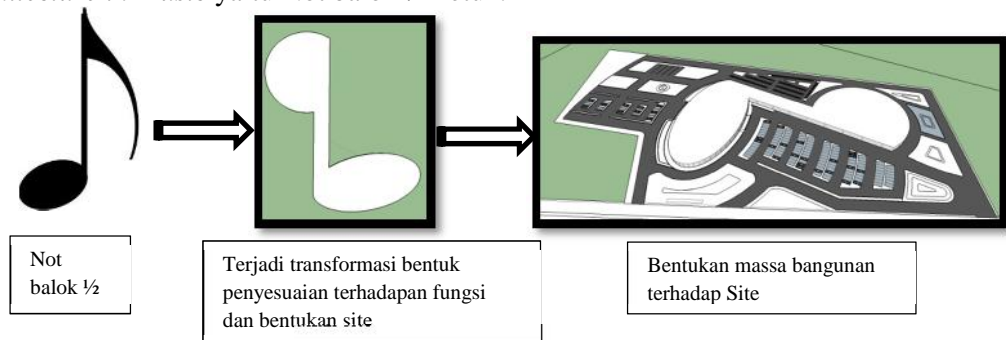 Not
balok ½
Terjadi transformasi bentuk
penyesuaian terhadapan fungsi
dan bentukan site
Bentukan massa bangunan
terhadap Site